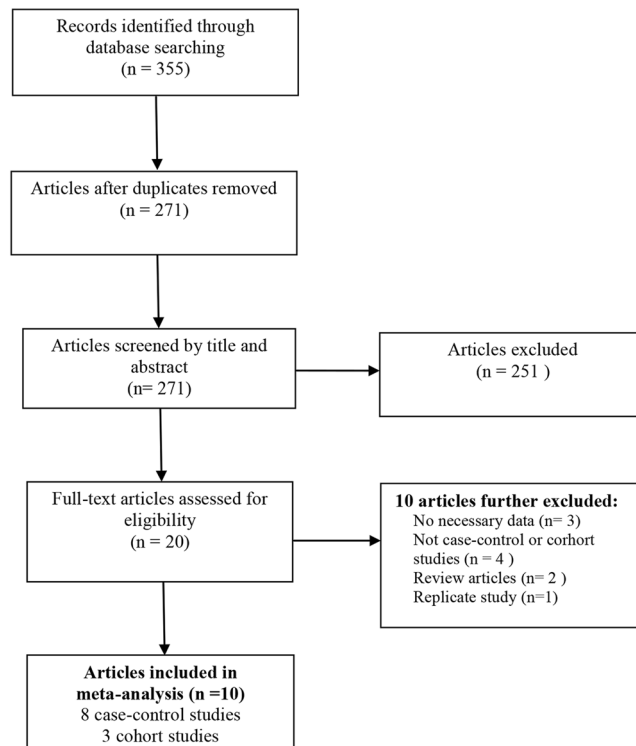 Records identified through
database searching
(n = 355)
Articles after duplicates removed
(n = 271)
Articles screened by title and
abstract
(n= 271)
Articles excluded
(n = 251 )
Full-text articles assessed for
eligibility
(n = 20)
10 articles further excluded:
No necessary data (n= 3)
Not case-control or corhort
studies (n = 4 )
Review articles (n= 2 )
Replicate study (n=1)
Articles included in
meta-analysis (n =10)
8 case-control studies
3 cohort studies